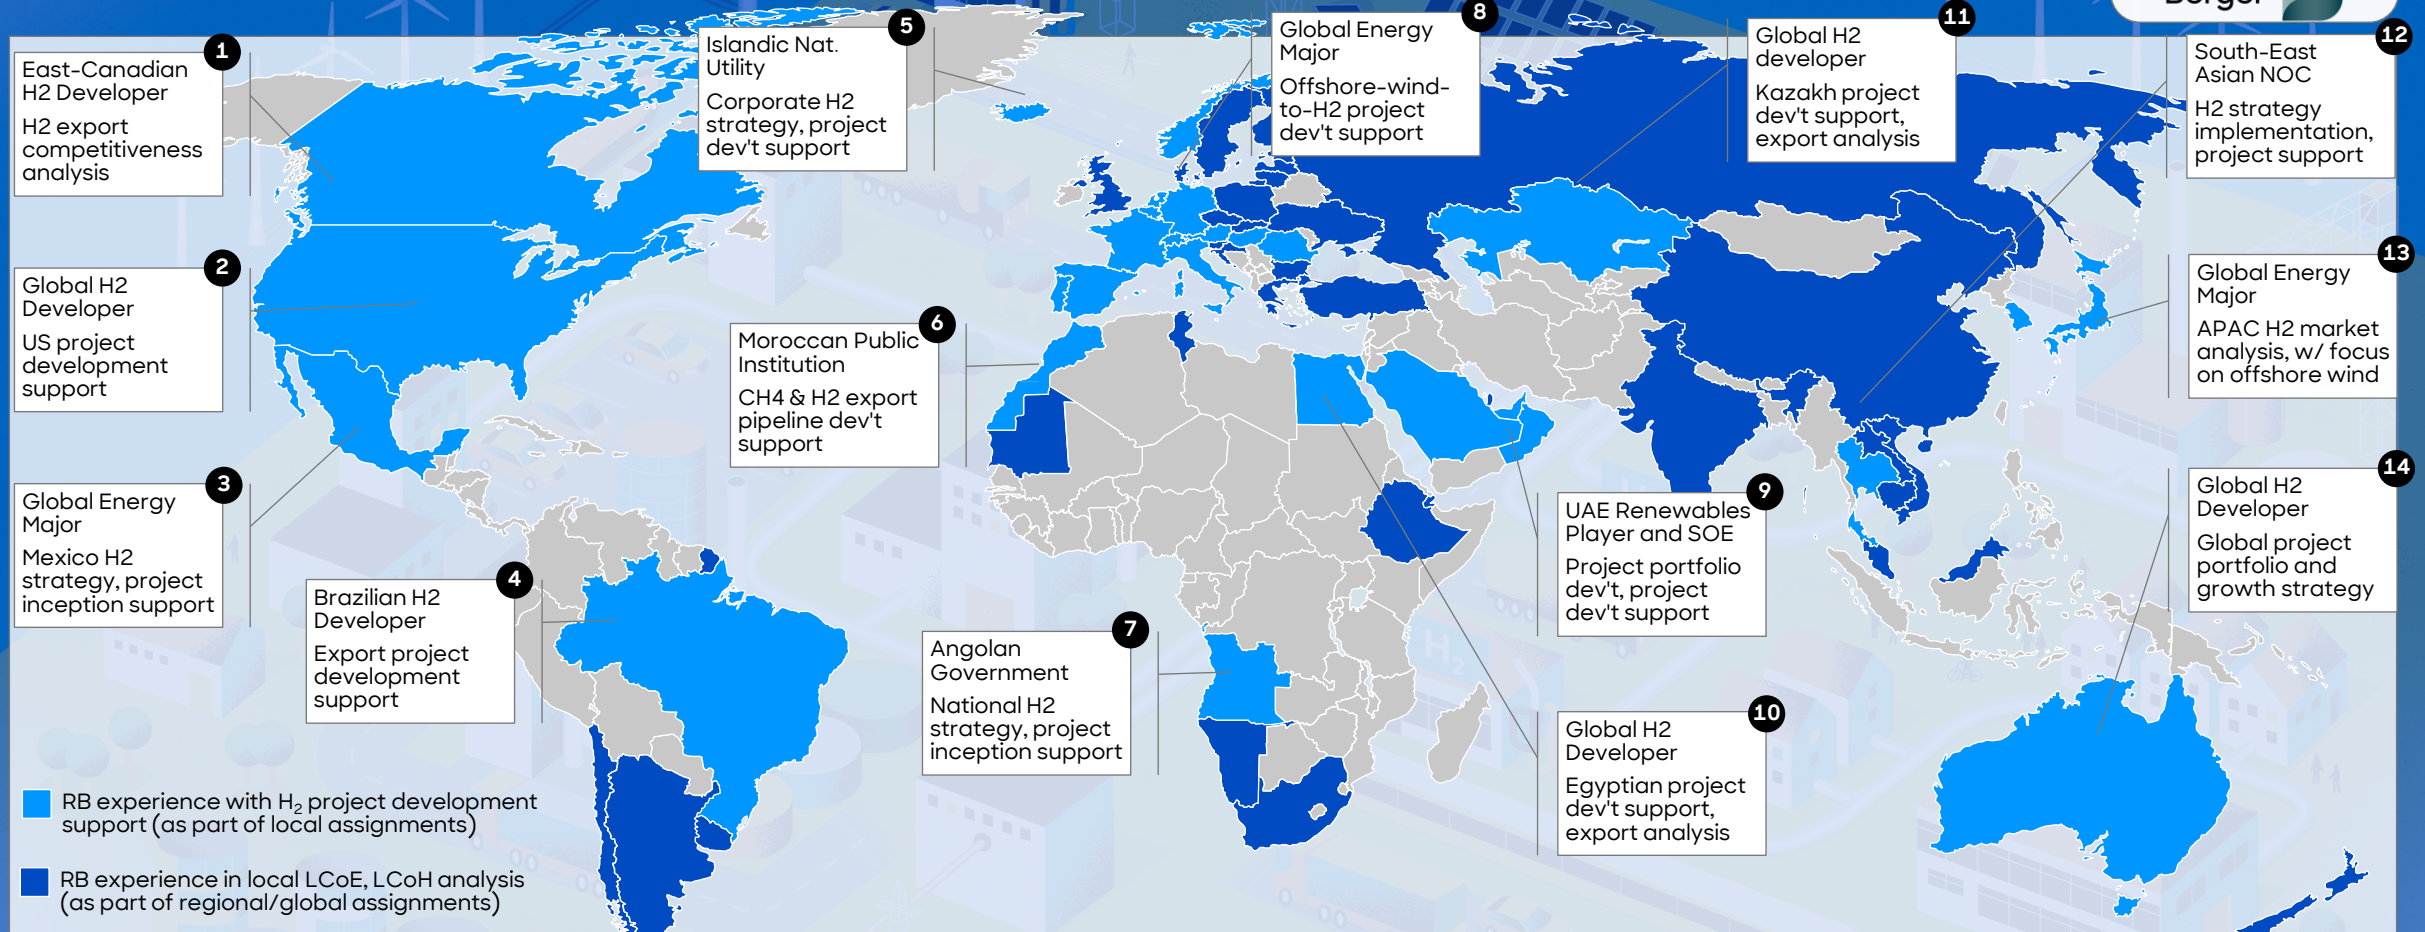 Berger
1
East-Canadian
H2 Developer
H2 export
competitiveness
analysis
2
Global H2
Developer
US project
development
support
3
Global Energy
Major
Mexico H2
strategy, project
inception support
4
Brazilian H2
Developer
Export project
development
support
5
Islandic Nat.
Utility
Corporate H2
strategy, project
dev't support
6
Moroccan Public
Institution
CH4 & H2 export
pipeline dev't
support
7
Angolan
Government
National H2
strategy, project
inception support
8
Global Energy
Major
Offshore-wind-
to-H2 project
dev't support
9
UAE Renewables
Player and SOE
Project portfolio
dev't, project
dev't support
10
Global H2
Developer
Egyptian project
dev't support,
export analysis
11
Global H2
developer
Kazakh project
dev't support,
export analysis
12
South-East
Asian NOC
H2 strategy
implementation,
project support
13
Global Energy
Major
APAC H2 market
analysis, w/ focus
on offshore wind
14
Global H2
Developer
Global project
portfolio and
growth strategy
H₂
RB experience with H₂ project development
support (as part of local assignments)
RB experience in local LCoE, LCoH analysis
(as part of regional/global assignments)